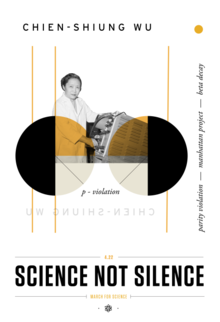 CHIEN-SHIUNG WU
parity violation — manhattan project — beta decay
p - violation
CHIEN-SHIUNG WU
SCIENCE NOT SILENCE
MARCH FOR SCIENCE